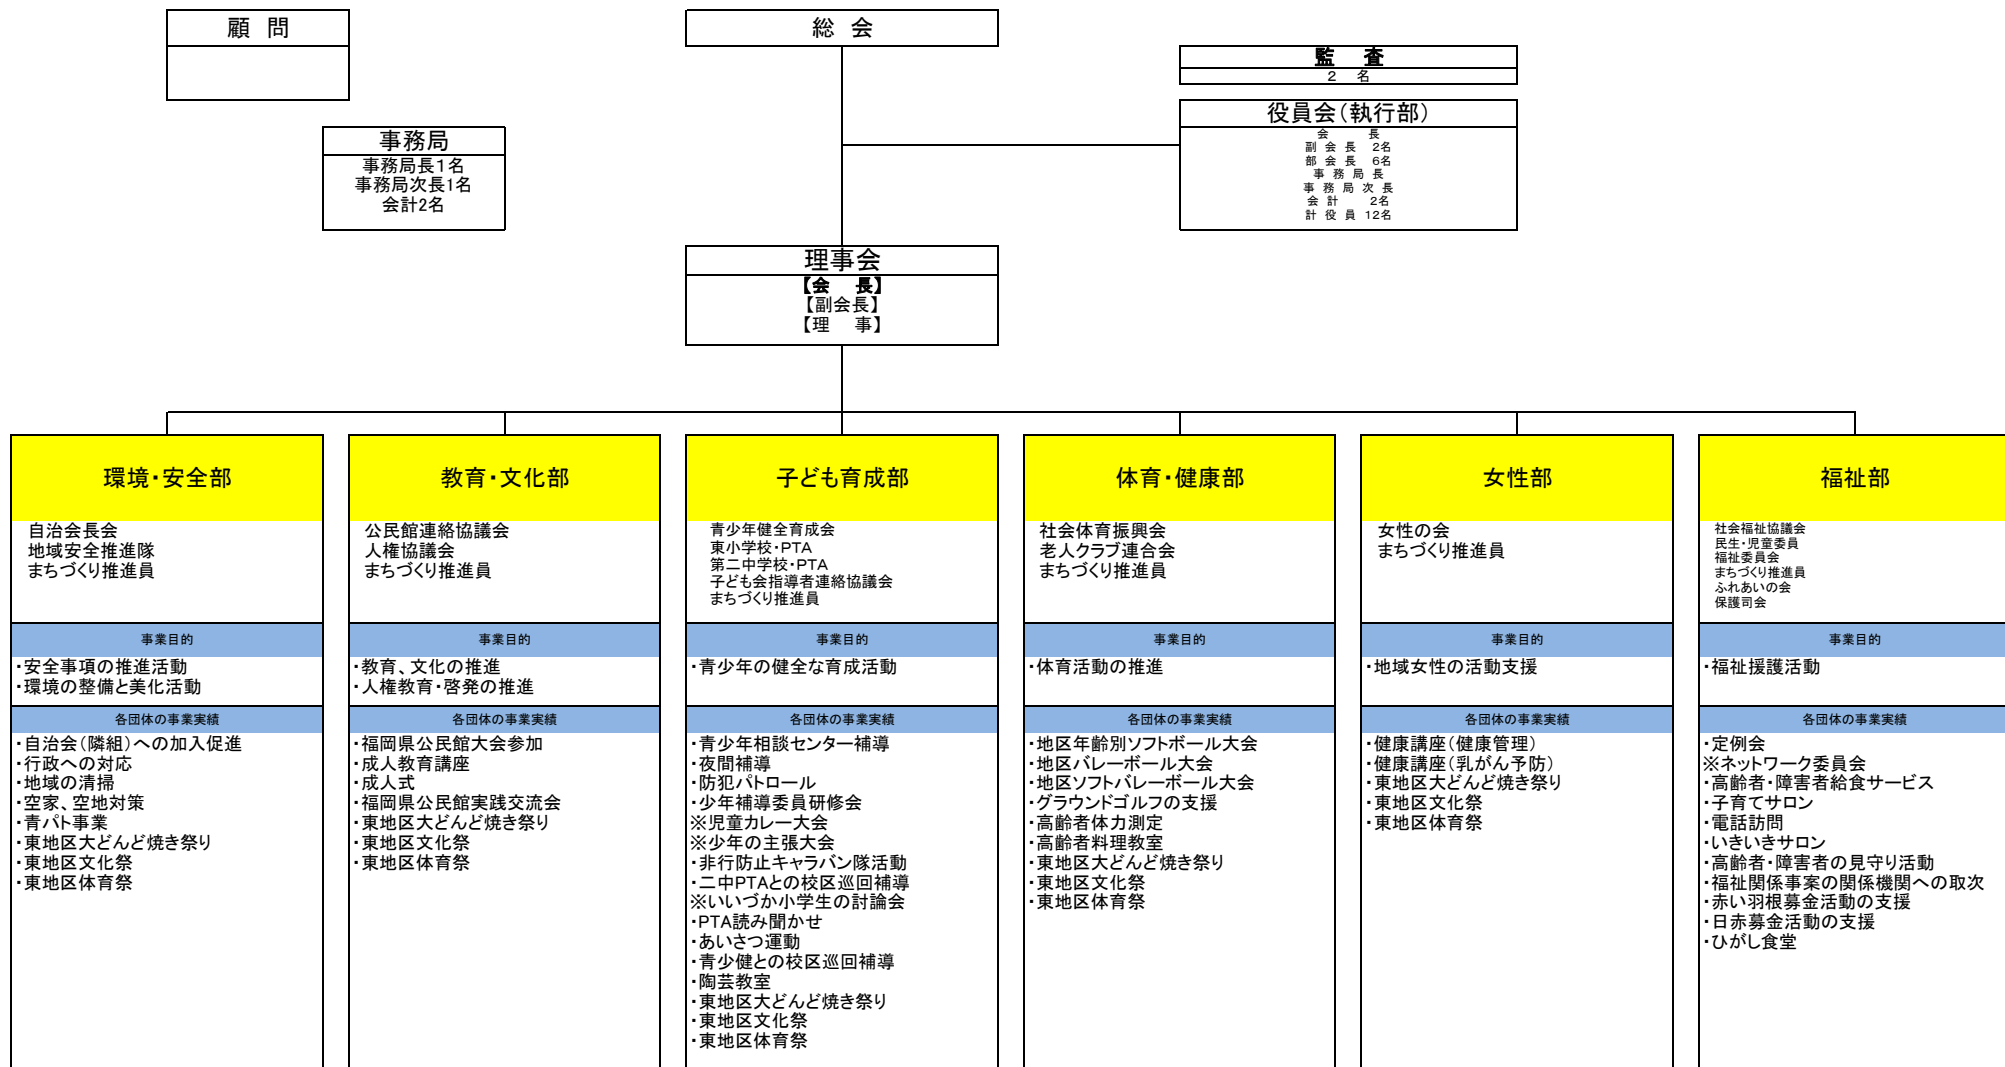 顧　問
総　会
監　査
2　名
役員会（執行部）
会　　　長
副 会 長　2名
部 会 長　6名
事 務 局 長
事 務 局 次 長
会 計　　2名
計 役 員 12名
事務局
事務局長1名
事務局次長1名
会計2名
理事会
【会　長】
【副会長】
【理　事】
環境・安全部
自治会長会
地域安全推進隊
まちづくり推進員
事業目的
・安全事項の推進活動
・環境の整備と美化活動
各団体の事業実績
・自治会（隣組）への加入促進
・行政への対応
・地域の清掃
・空家、空地対策
・青パト事業
・東地区大どんど焼き祭り
・東地区文化祭
・東地区体育祭
教育・文化部
公民館連絡協議会
人権協議会
まちづくり推進員
事業目的
・教育、文化の推進
・人権教育・啓発の推進
各団体の事業実績
・福岡県公民館大会参加
・成人教育講座
・成人式
・福岡県公民館実践交流会
・東地区大どんど焼き祭り
・東地区文化祭
・東地区体育祭
子ども育成部
青少年健全育成会
東小学校・PTA
第二中学校・PTA
子ども会指導者連絡協議会
まちづくり推進員
事業目的
・青少年の健全な育成活動
各団体の事業実績
・青少年相談センター補導
・夜間補導
・防犯パトロール
・少年補導委員研修会
※児童カレー大会
※少年の主張大会
・非行防止キャラバン隊活動
・二中PTAとの校区巡回補導
※いいづか小学生の討論会
・PTA読み聞かせ
・あいさつ運動
・青少健との校区巡回補導
・陶芸教室
・東地区大どんど焼き祭り
・東地区文化祭
・東地区体育祭
体育・健康部
社会体育振興会
老人クラブ連合会
まちづくり推進員
事業目的
・体育活動の推進
各団体の事業実績
・地区年齢別ソフトボール大会
・地区バレーボール大会
・地区ソフトバレーボール大会
・グラウンドゴルフの支援
・高齢者体力測定
・高齢者料理教室
・東地区大どんど焼き祭り
・東地区文化祭
・東地区体育祭
女性部
女性の会
まちづくり推進員
事業目的
・地域女性の活動支援
各団体の事業実績
・健康講座（健康管理）
・健康講座（乳がん予防）
・東地区大どんど焼き祭り
・東地区文化祭
・東地区体育祭
福祉部
社会福祉協議会
民生・児童委員
福祉委員会
まちづくり推進員
ふれあいの会
保護司会
事業目的
・福祉援護活動
各団体の事業実績
・定例会
※ネットワーク委員会
・高齢者・障害者給食サービス
・子育てサロン
・電話訪問
・いきいきサロン
・高齢者・障害者の見守り活動
・福祉関係事案の関係機関への取次
・赤い羽根募金活動の支援
・日赤募金活動の支援
・ひがし食堂